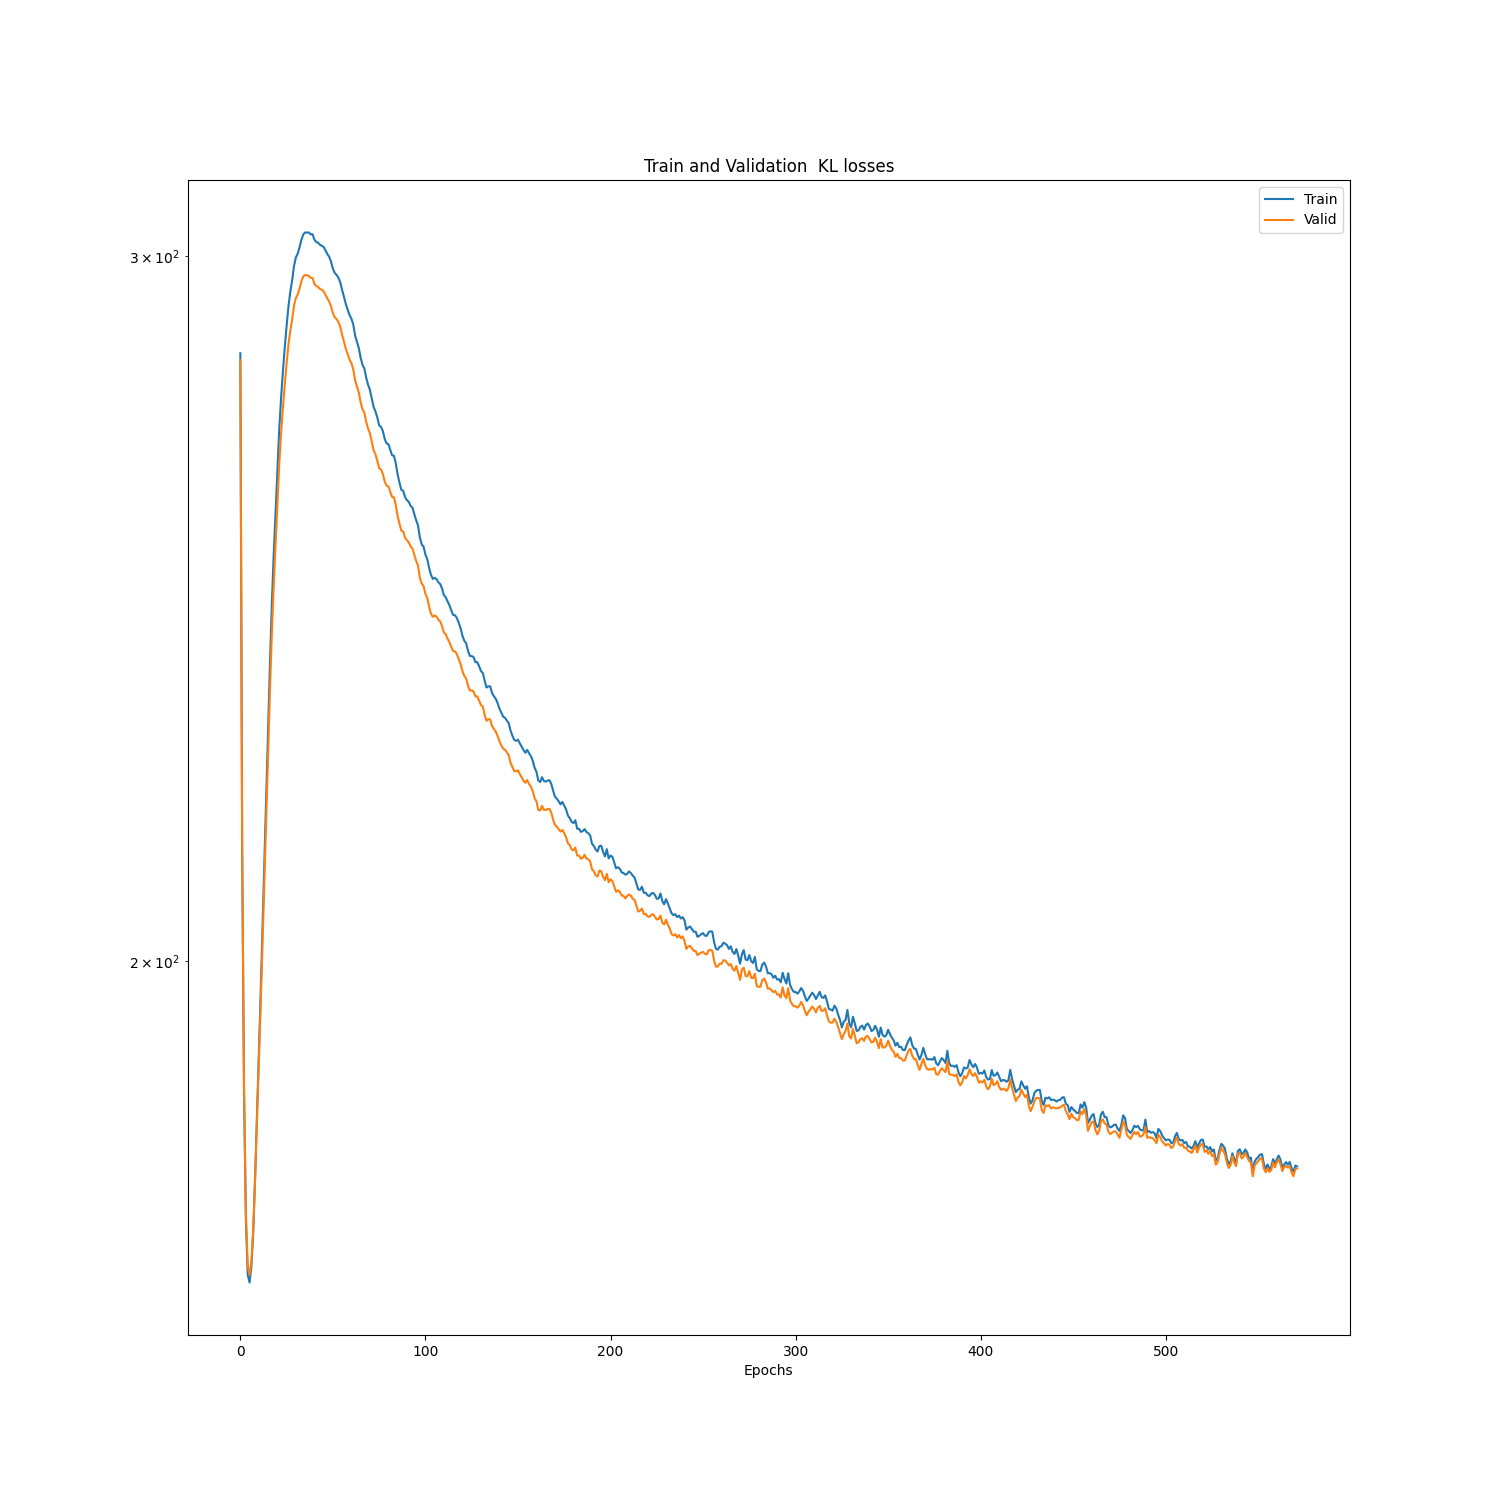 Train and Validation  KL losses
Train
Valid
3 × 10²
2 × 10²
0 100 200 300 400 500
Epochs